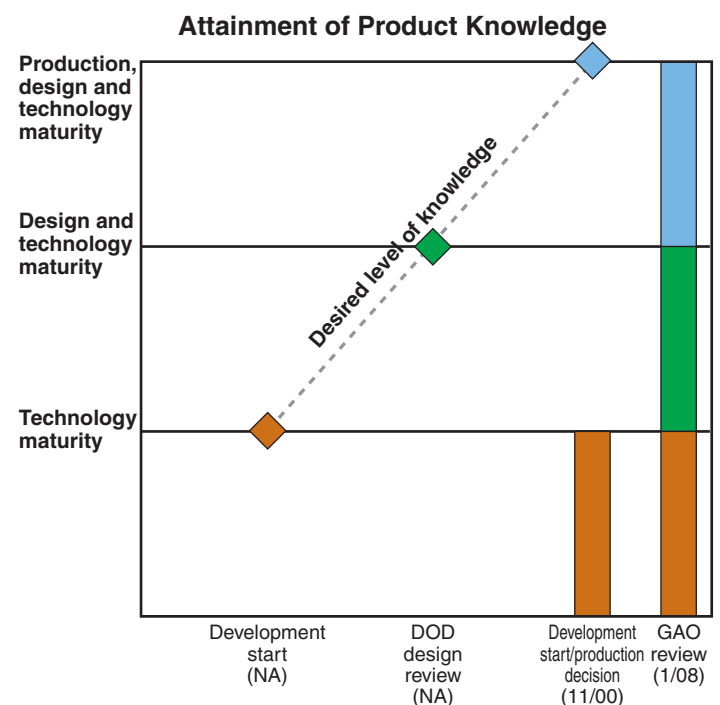 Attainment of Product Knowledge
Production,
design and
technology
maturity
Design and
technology
maturity
Technology
maturity
Desired level of knowledge
Development
start
(NA)
DOD
design
review
(NA)
Development
start/production
decision
(11/00)
GAO
review
(1/08)